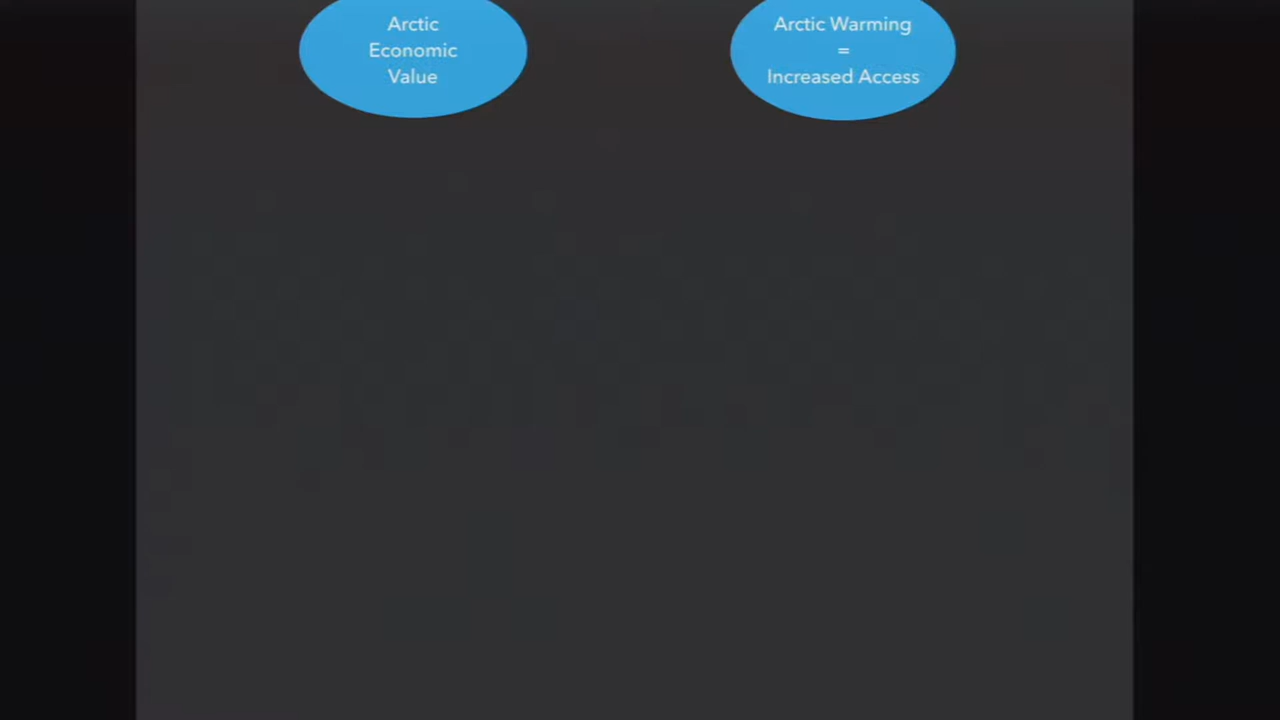 Arctic
Economic
Value
Arctic Warming
=
Increased Access